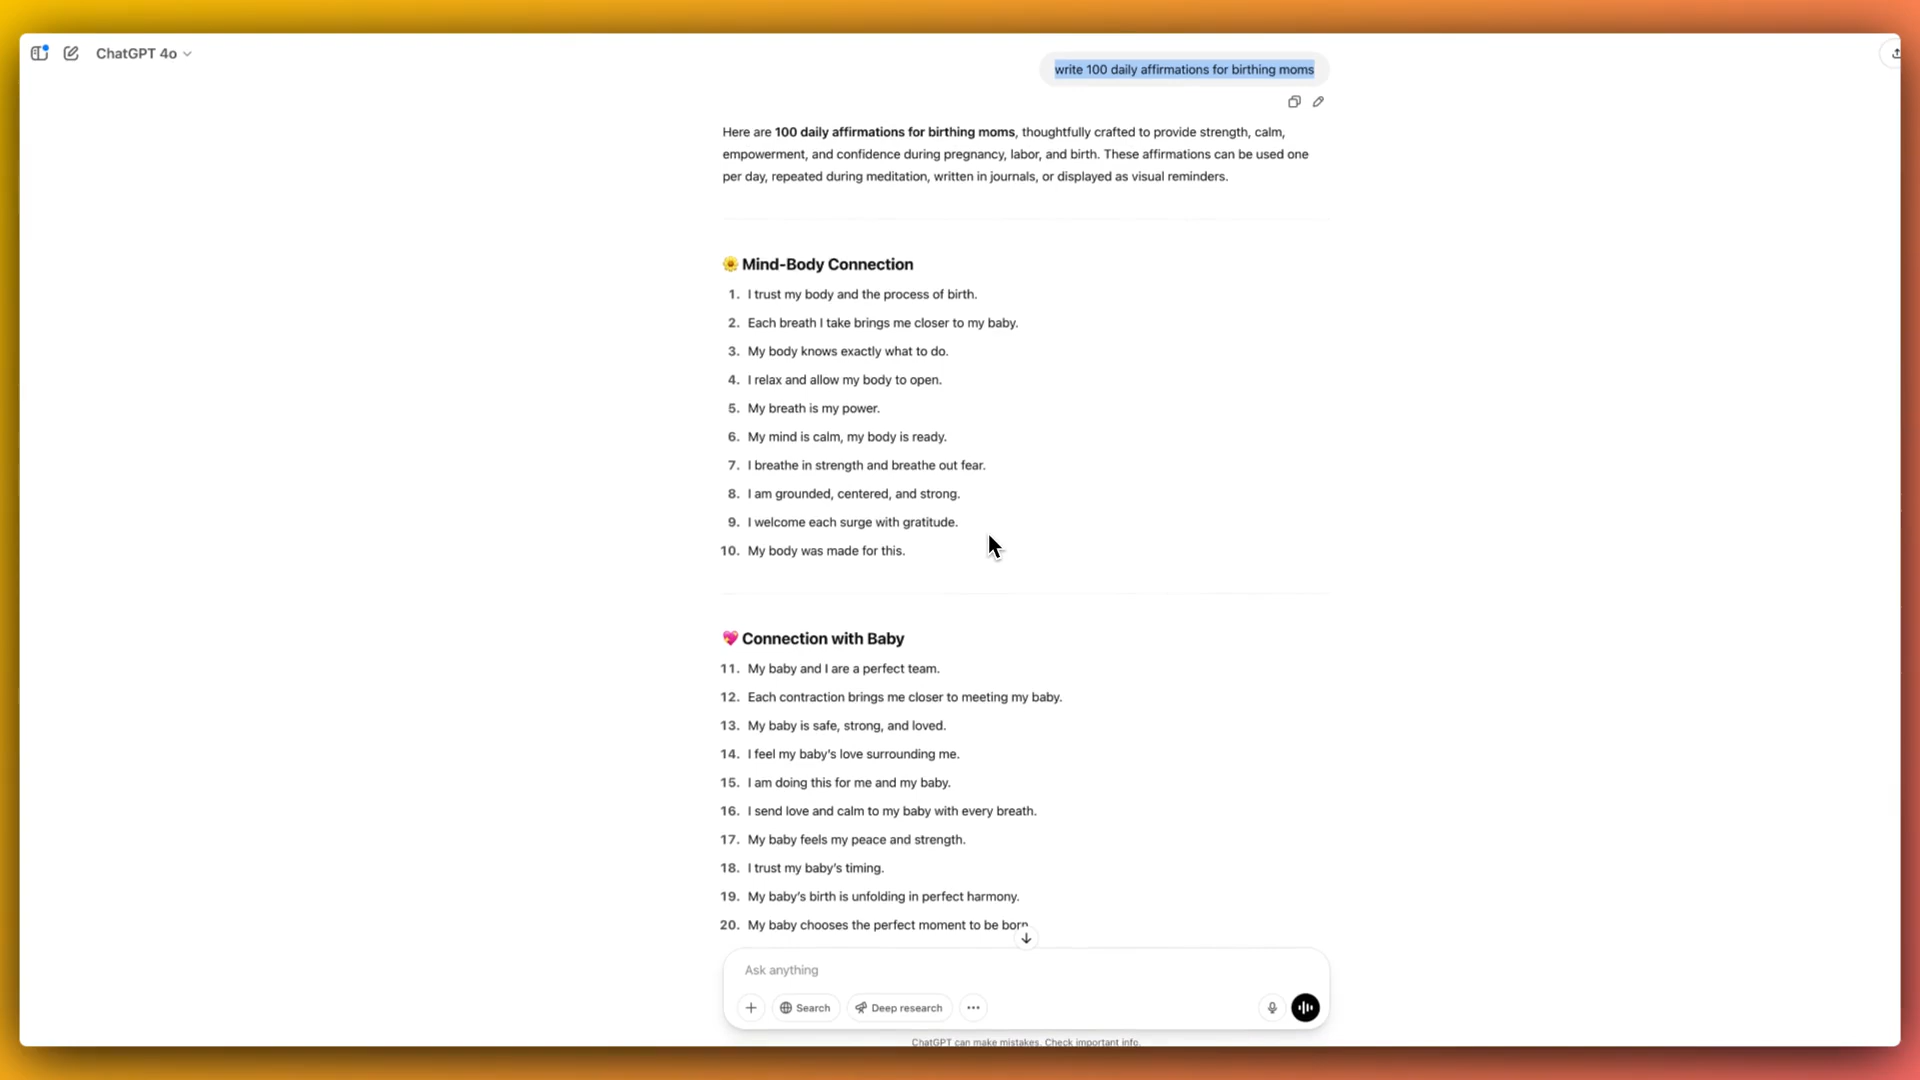 ChatGPT 4o
write 100 daily affirmations for birthing moms
Here are 100 daily affirmations for birthing moms, thoughtfully crafted to provide strength, calm,
empowerment, and confidence during pregnancy, labor, and birth. These affirmations can be used one
per day, repeated during meditation, written in journals, or displayed as visual reminders.
🌼 Mind-Body Connection
1. I trust my body and the process of birth.
2. Each breath I take brings me closer to my baby.
3. My body knows exactly what to do.
4. I relax and allow my body to open.
5. My breath is my power.
6. My mind is calm, my body is ready.
7. I breathe in strength and breathe out fear.
8. I am grounded, centered, and strong.
9. I welcome each surge with gratitude.
10. My body was made for this.
💖 Connection with Baby
11. My baby and I are a perfect team.
12. Each contraction brings me closer to meeting my baby.
13. My baby is safe, strong, and loved.
14. I feel my baby's love surrounding me.
15. I am doing this for me and my baby.
16. I send love and calm to my baby with every breath.
17. My baby feels my peace and strength.
18. I trust my baby's timing.
19. My baby's birth is unfolding in perfect harmony.
20. My baby chooses the perfect moment to be born.
Ask anything
Search
Deep research
ChatGPT can make mistakes. Check important info.